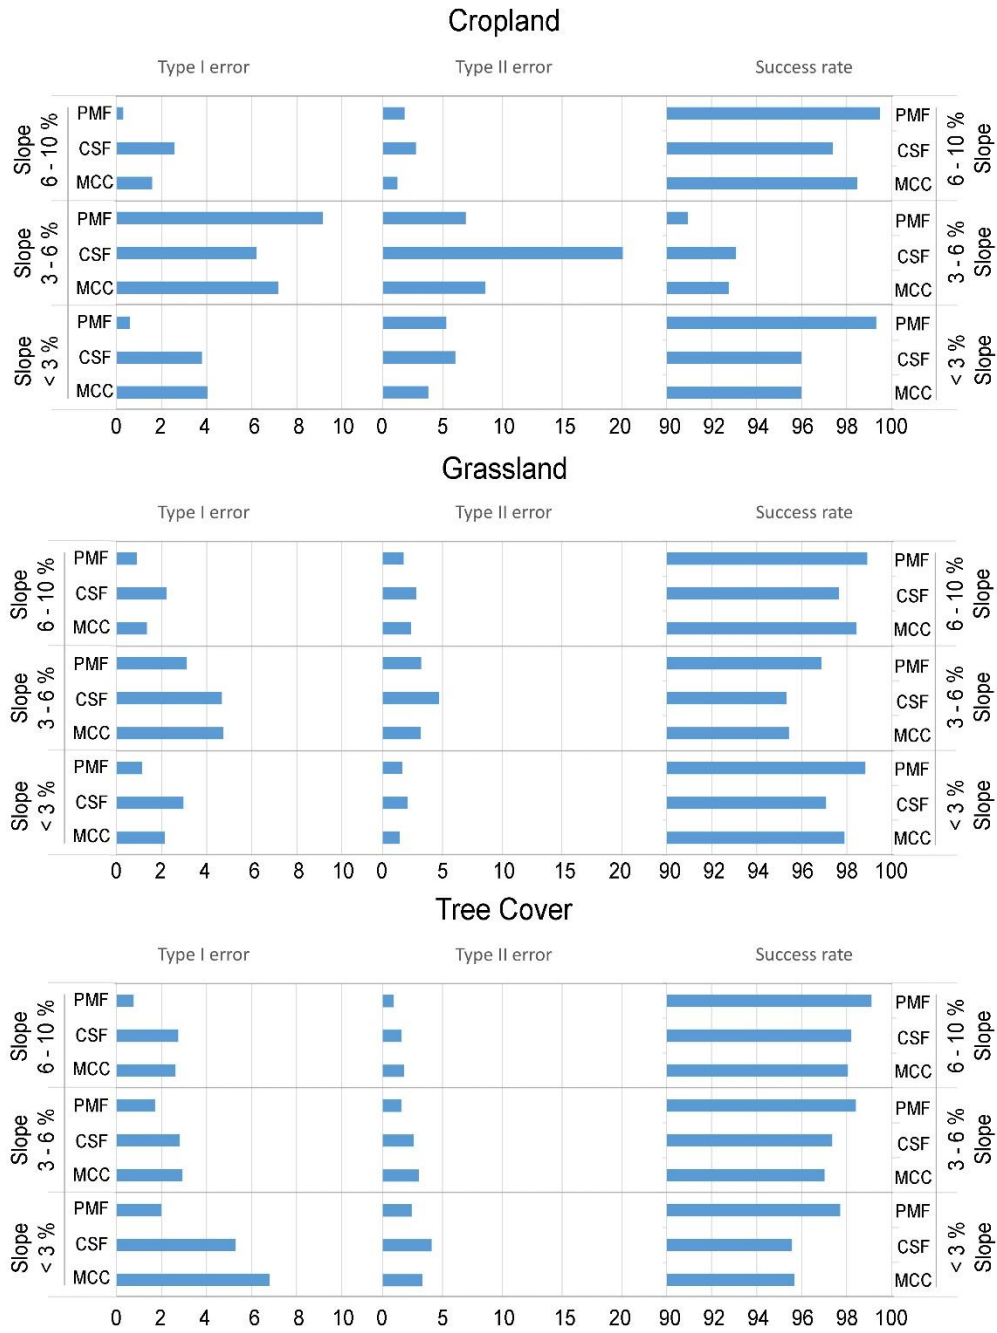 Cropland
Type I error Type II error Success rate
Slope 6 - 10 % PMF PMF Slope 6 - 10 %
CSF CSF
MCC MCC
Slope 3 - 6 % PMF PMF Slope 3 - 6 %
CSF CSF
MCC MCC
Slope < 3 % PMF PMF Slope < 3 %
CSF CSF
MCC MCC
0 2 4 6 8 10 0 5 10 15 20 90 92 94 96 98 100
Grassland
Type I error Type II error Success rate
Slope 6 - 10 % PMF PMF Slope 6 - 10 %
CSF CSF
MCC MCC
Slope 3 - 6 % PMF PMF Slope 3 - 6 %
CSF CSF
MCC MCC
Slope < 3 % PMF PMF Slope < 3 %
CSF CSF
MCC MCC
0 2 4 6 8 10 0 5 10 15 20 90 92 94 96 98 100
Tree Cover
Type I error Type II error Success rate
Slope 6 - 10 % PMF PMF Slope 6 - 10 %
CSF CSF
MCC MCC
Slope 3 - 6 % PMF PMF Slope 3 - 6 %
CSF CSF
MCC MCC
Slope < 3 % PMF PMF Slope < 3 %
CSF CSF
MCC MCC
0 2 4 6 8 10 0 5 10 15 20 90 92 94 96 98 100